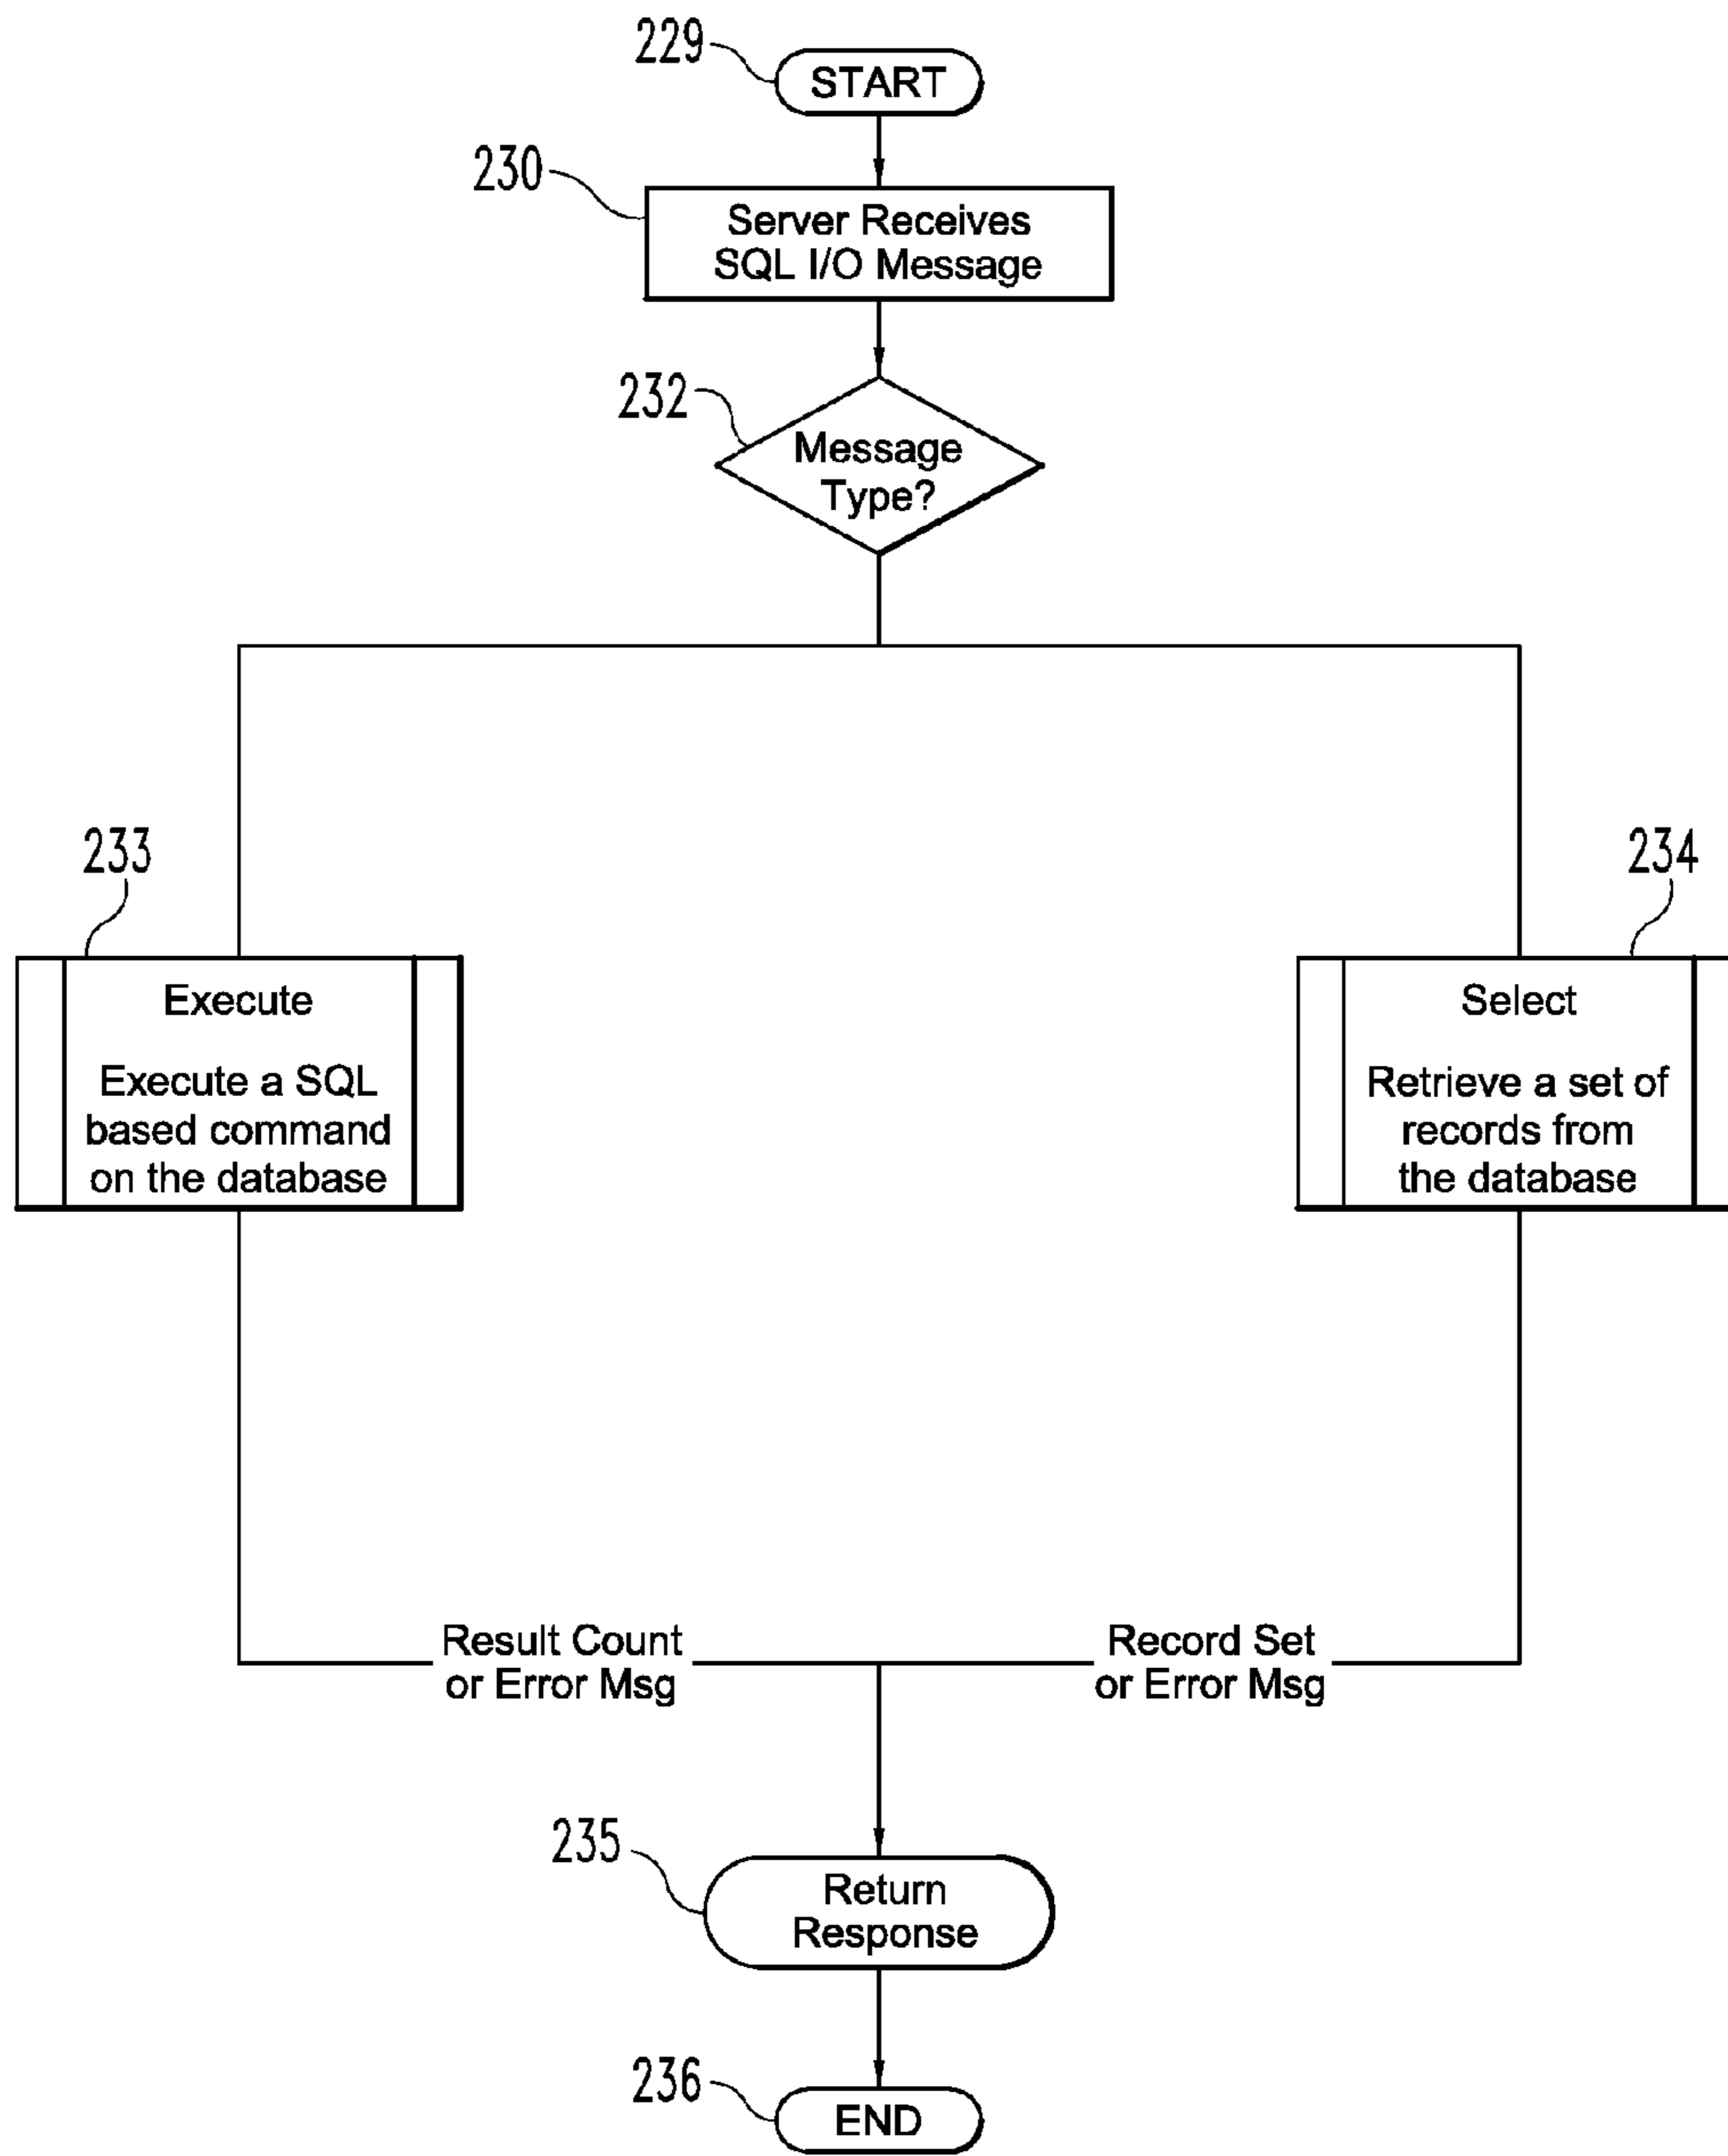 229
START
230
Server Receives
SQL I/O Message
232
Message
Type?
233
Execute
Execute a SQL
based command
on the database
234
Select
Retrieve a set of
records from
the database
Result Count
or Error Msg
Record Set
or Error Msg
235
Return
Response
236
END